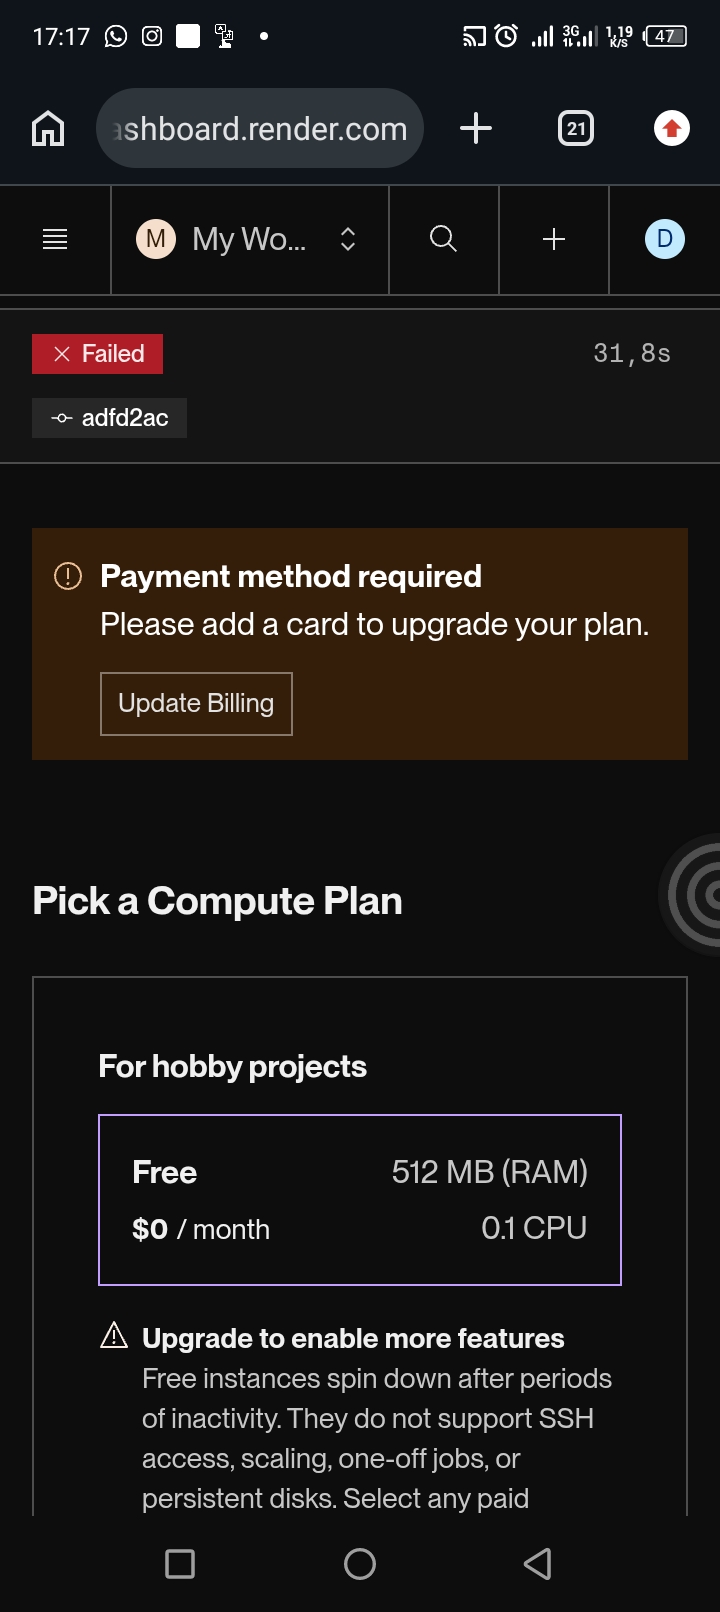 17:17
3G
1,19
K/S
47
ashboard.render.com
21
M
My Wo...
D
Failed
31,8s
adfd2ac
Payment method required
Please add a card to upgrade your plan.
Update Billing
Pick a Compute Plan
For hobby projects
Free
512 MB (RAM)
$0 / month
0.1 CPU
Upgrade to enable more features
Free instances spin down after periods
of inactivity. They do not support SSH
access, scaling, one-off jobs, or
persistent disks. Select any paid